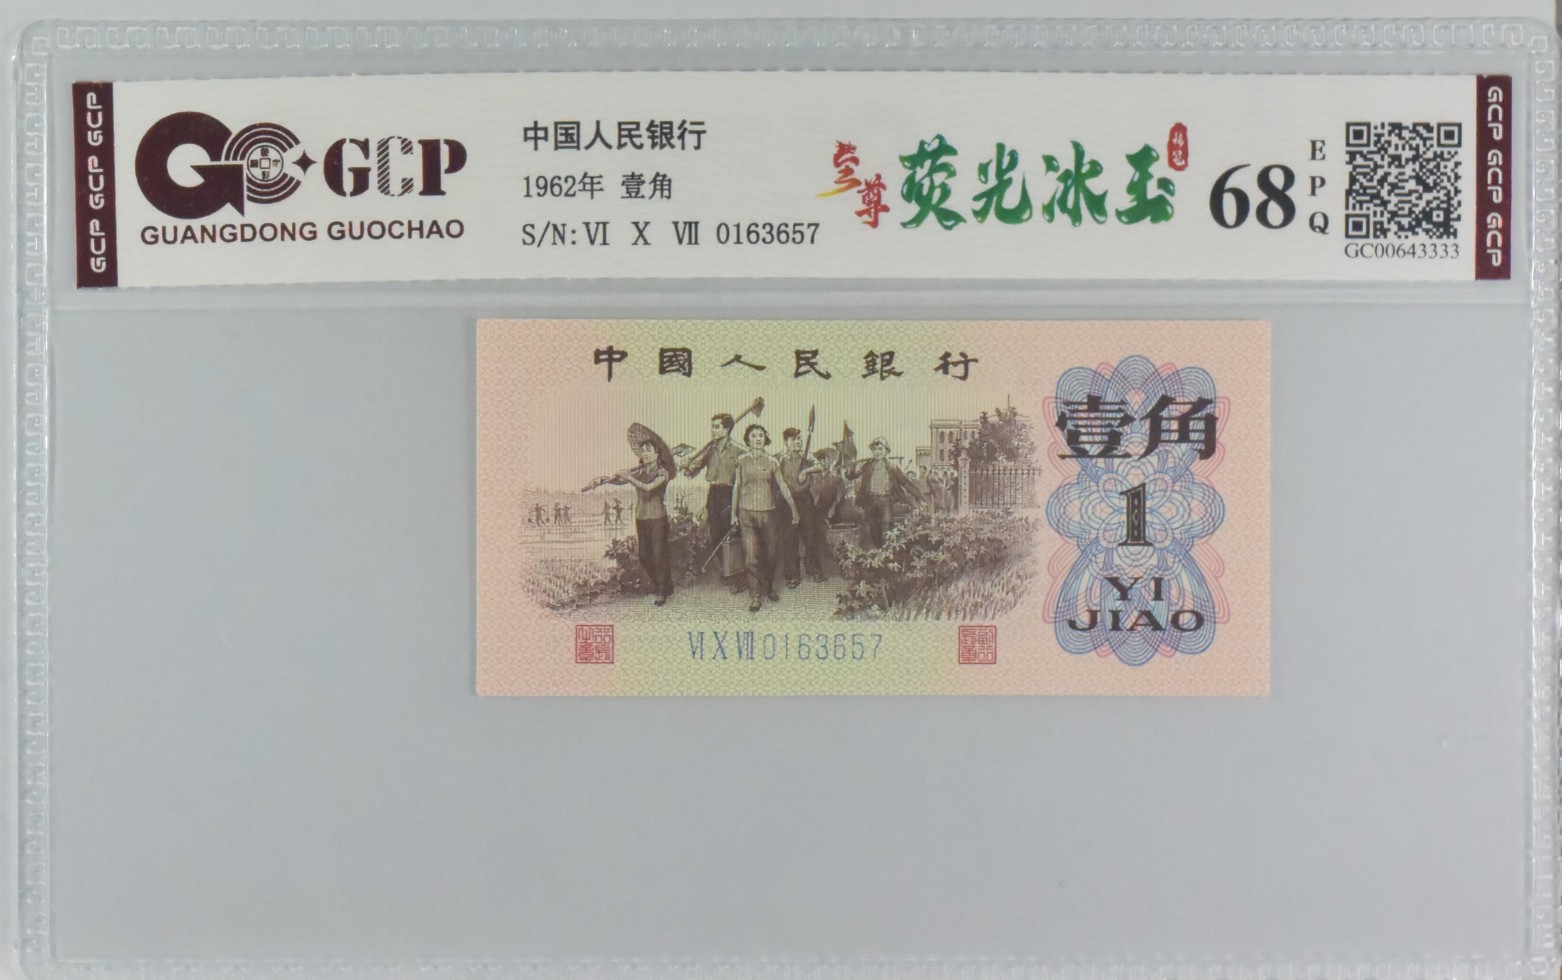 GCP GCP GCP
GCP
GUANGDONG GUOCHAO
中国人民银行
1962年 壹角
S/N: Ⅵ Ⅹ Ⅶ 0163657
至尊
荧光冰玉
68
EPQ
GC00643333
GCP GCP GCP
中國人民銀行
壹角
1
YI
JIAO
Ⅵ Ⅹ Ⅶ 0163657